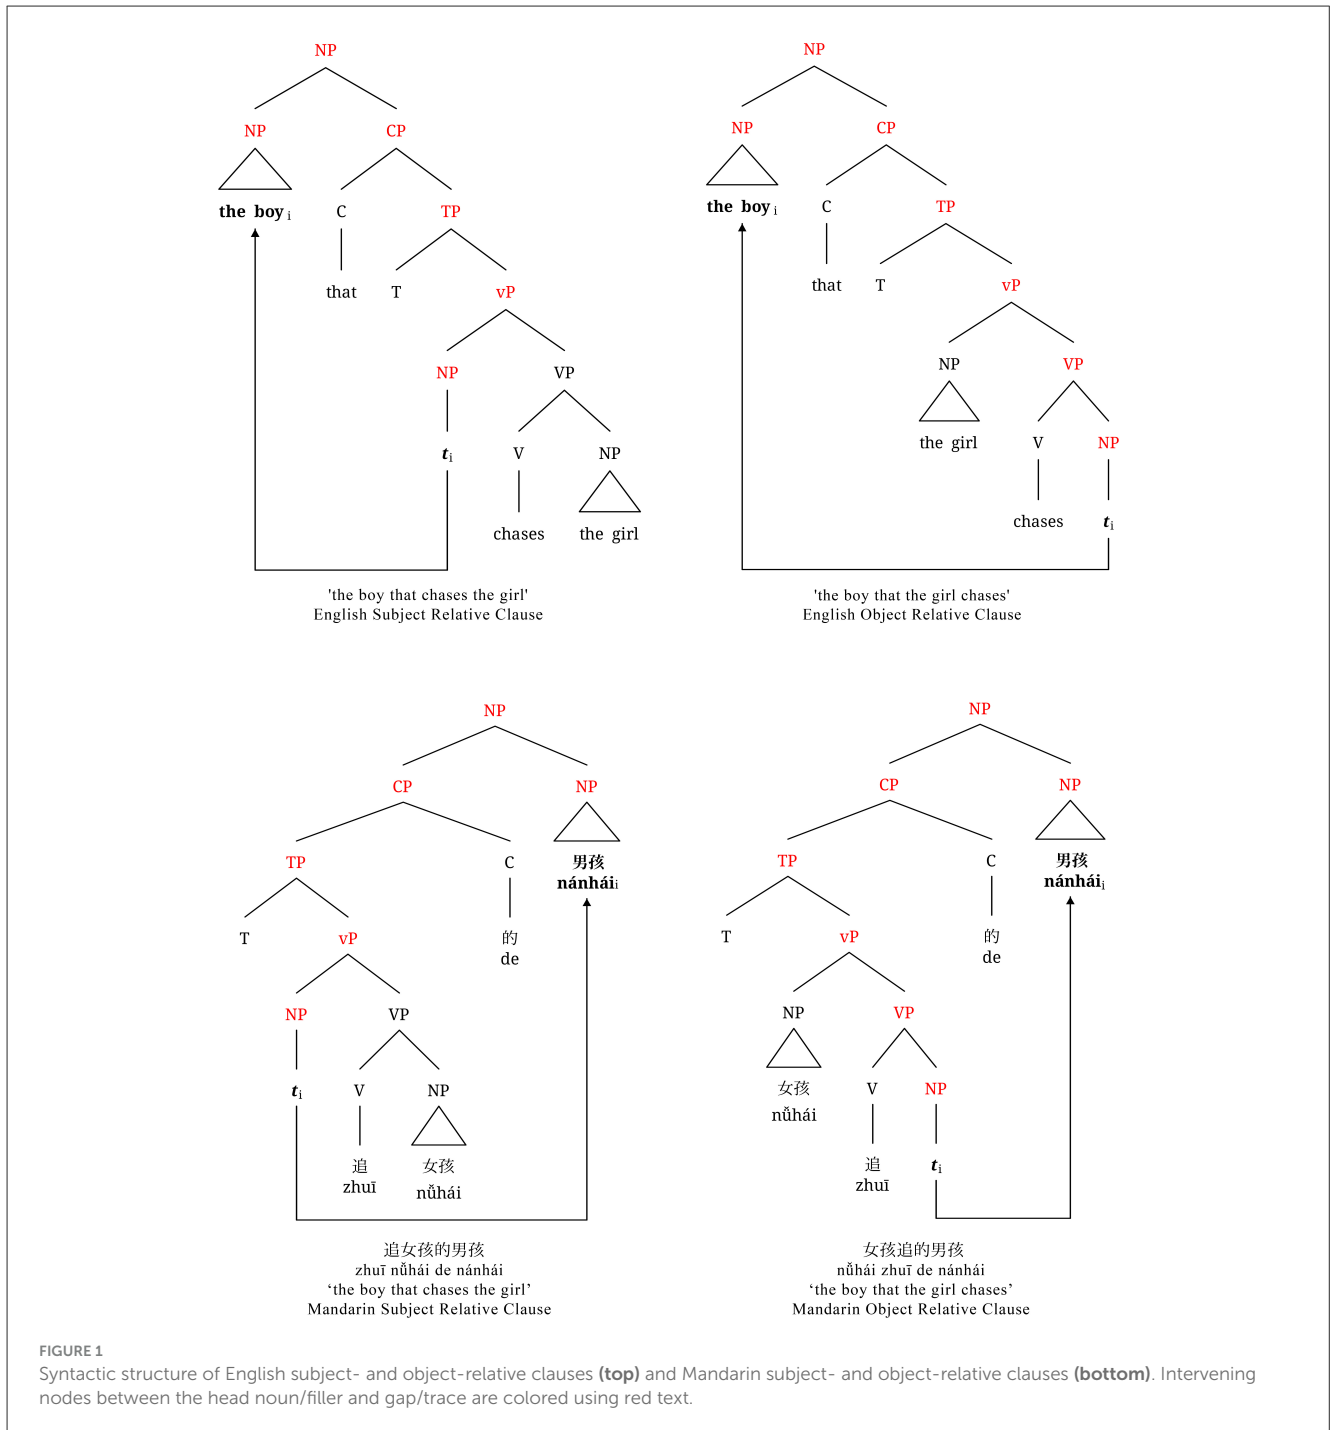 NP
NP CP
the boy i C TP
that T vP
NP VP
ti V NP
chases the girl
'the boy that chases the girl'
English Subject Relative Clause
NP
NP CP
the boy i C TP
that T vP
NP VP
the girl V NP
chases ti
'the boy that the girl chases'
English Object Relative Clause
NP
CP NP
TP C 男孩
nánháii
T vP 的
de
NP VP
ti V NP
追 女孩
zhuī nǚhái
追女孩的男孩
zhuī nǚhái de nánhái
‘the boy that chases the girl’
Mandarin Subject Relative Clause
NP
CP NP
TP C 男孩
nánháii
T vP 的
de
NP VP
女孩 V NP
nǚhái
追 ti
zhuī
女孩追的男孩
nǚhái zhuī de nánhái
‘the boy that the girl chases’
Mandarin Object Relative Clause
FIGURE 1
Syntactic structure of English subject- and object-relative clauses (top) and Mandarin subject- and object-relative clauses (bottom). Intervening
nodes between the head noun/filler and gap/trace are colored using red text.